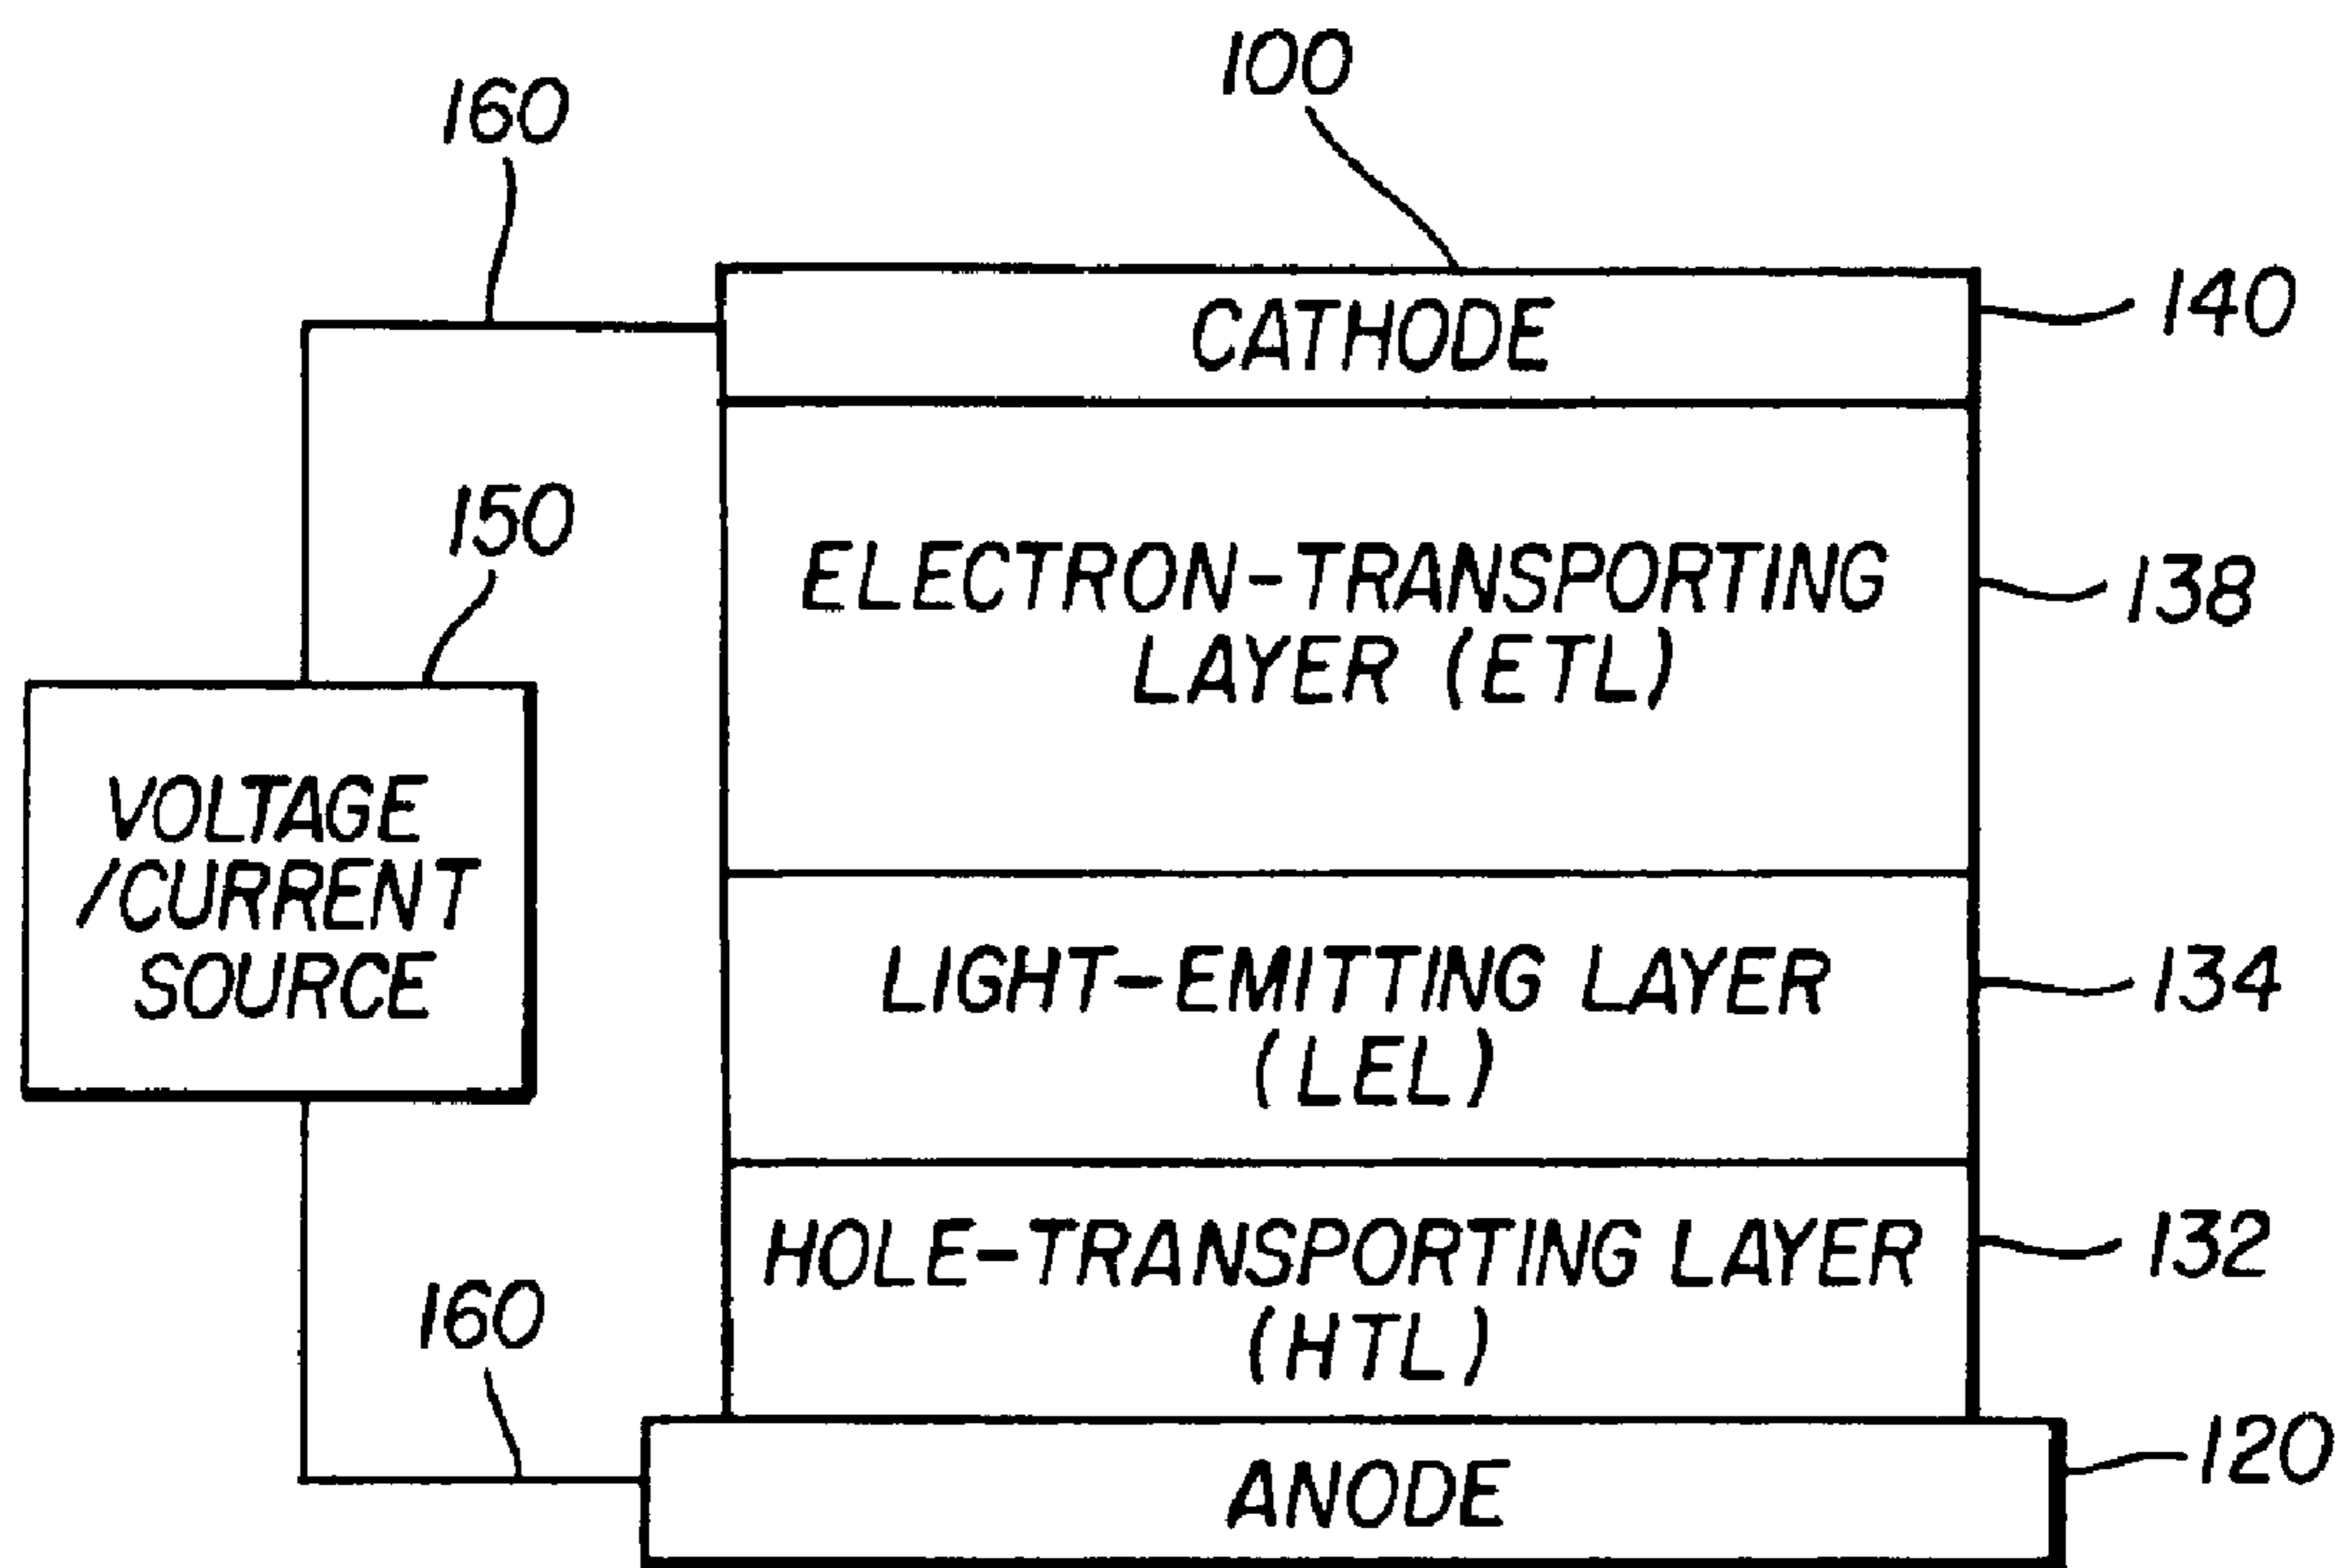 100
160
CATHODE
140
150
ELECTRON-TRANSPORTING
LAYER (ETL)
138
VOLTAGE
/CURRENT
SOURCE
LIGHT-EMITTING LAYER
(LEL)
134
HOLE-TRANSPORTING LAYER
(HTL)
132
160
ANODE
120